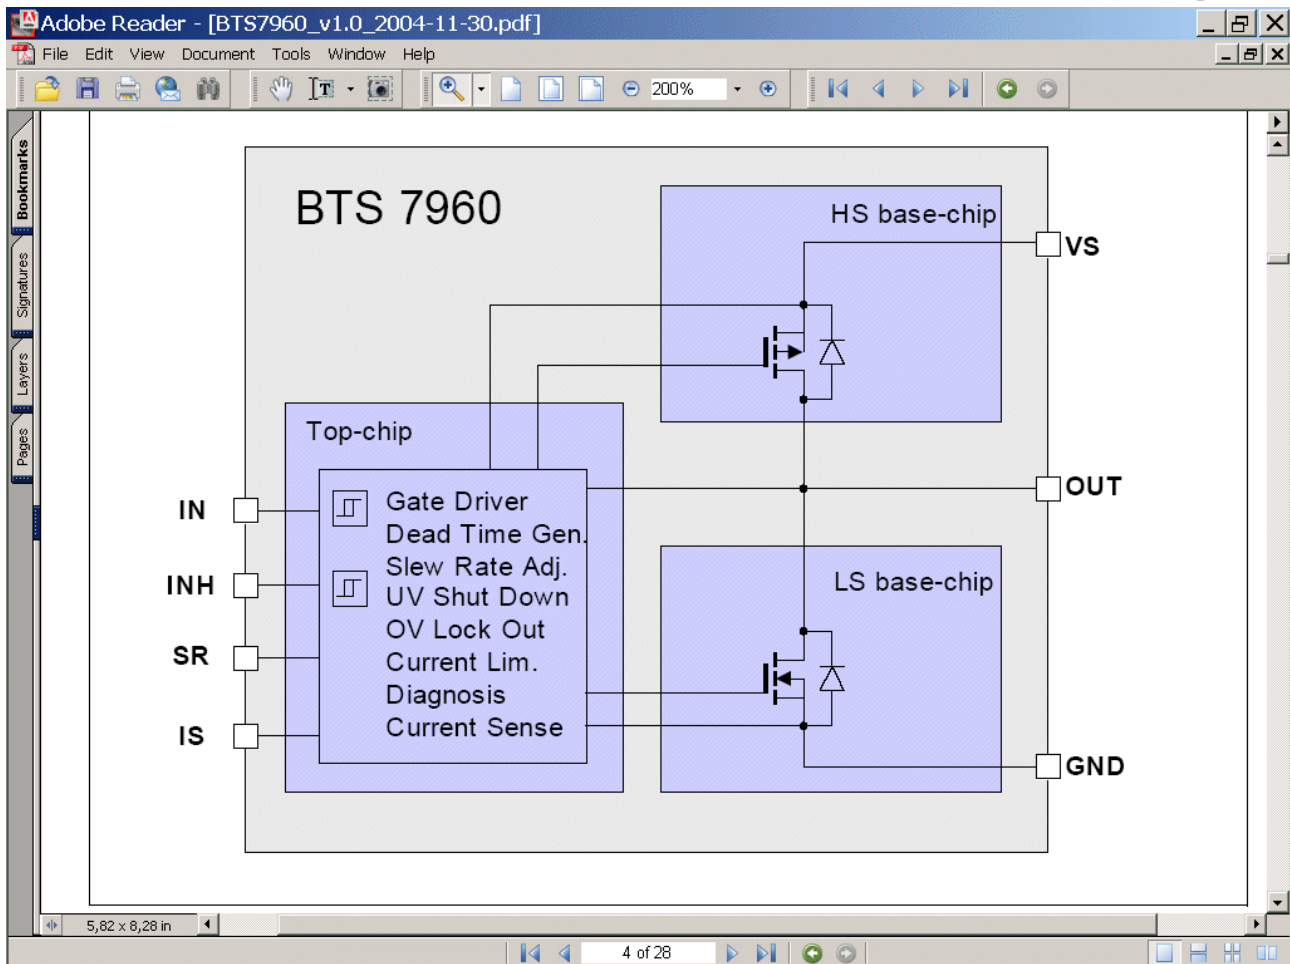 Adobe Reader - [BTS7960_v1.0_2004-11-30.pdf]
File Edit View Document Tools Window Help
200%
Bookmarks
Signatures
Layers
Pages
BTS 7960
HS base-chip
VS
Top-chip
OUT
IN
Gate Driver
Dead Time Gen.
Slew Rate Adj.
INH
UV Shut Down
LS base-chip
OV Lock Out
SR
Current Lim.
Diagnosis
IS
Current Sense
GND
5,82 x 8,28 in
4 of 28